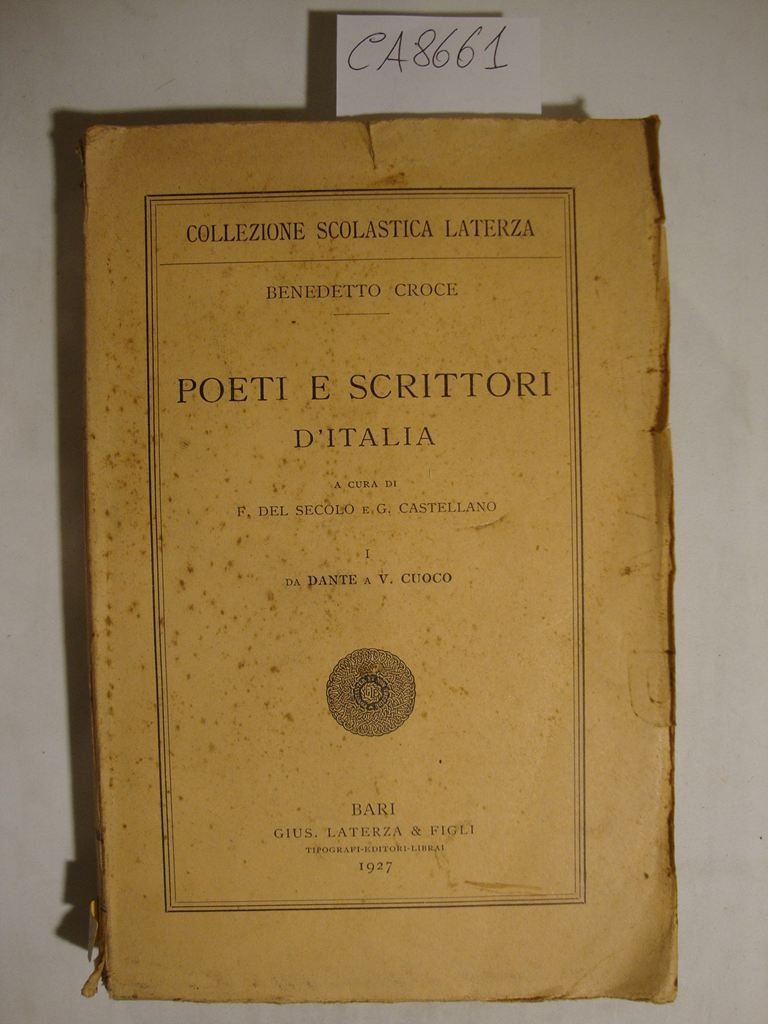 CA8661
COLLEZIONE SCOLASTICA LATERZA
BENEDETTO CROCE
POETI E SCRITTORI
D'ITALIA
A CURA DI
F. DEL SECOLO E G. CASTELLANO
I
DA DANTE A V. CUOCO
BARI
GIUS. LATERZA & FIGLI
TIPOGRAFI-EDITORI-LIBRAI
1927